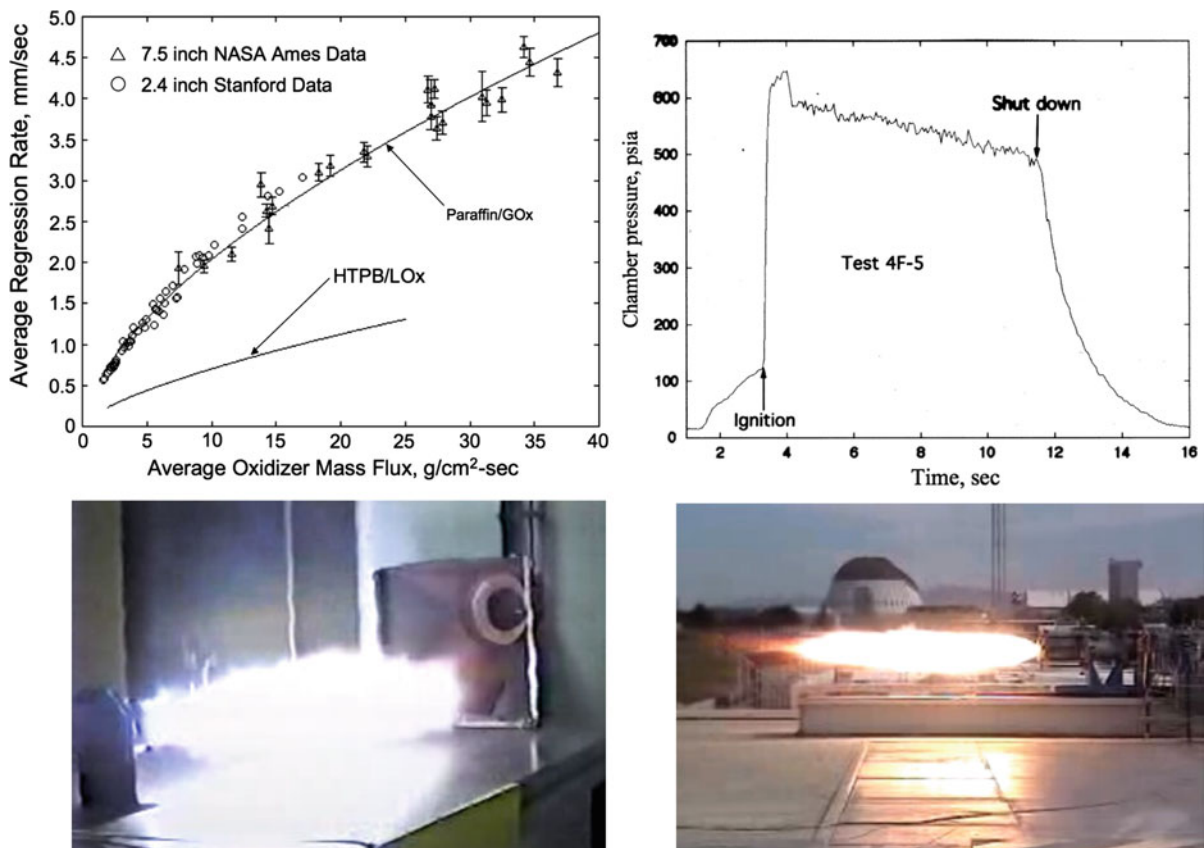 Average Regression Rate, mm/sec
5.0
4.5
4.0
3.5
3.0
2.5
2.0
1.5
1.0
0.5
0
7.5 inch NASA Ames Data
2.4 inch Stanford Data
Paraffin/GOx
HTPB/LOx
0 5 10 15 20 25 30 35 40
Average Oxidizer Mass Flux, g/cm²-sec
Chamber pressure, psia
700
600
500
400
300
200
100
0
Shut down
Test 4F-5
Ignition
2 4 6 8 10 12 14 16
Time, sec